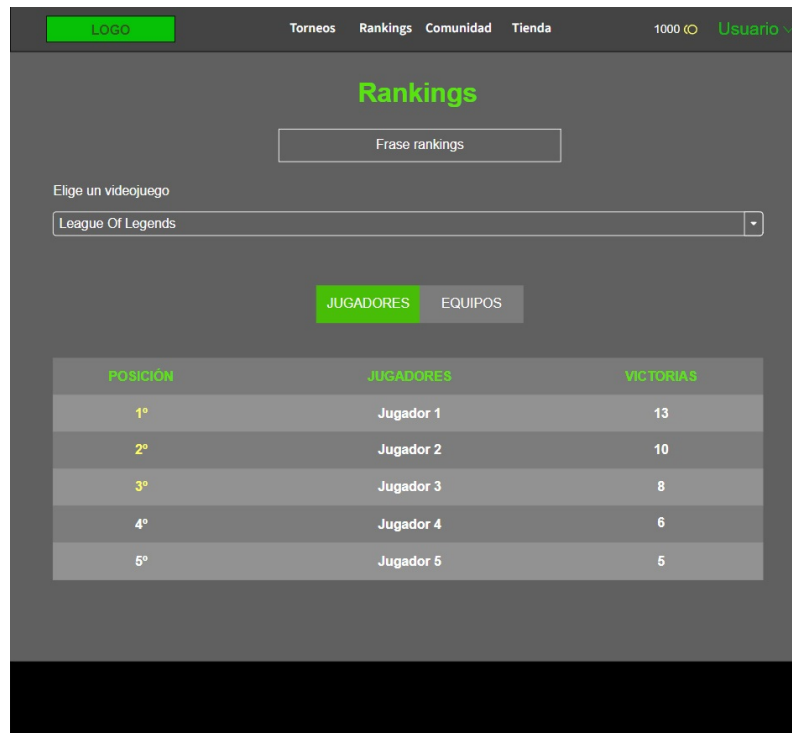 LOGO Torneos Rankings Comunidad Tienda 1000 Usuario
Rankings
Frase rankings
Elige un videojuego
League Of Legends
JUGADORES EQUIPOS
POSICIÓN JUGADORES VICTORIAS
1º Jugador 1 13
2º Jugador 2 10
3º Jugador 3 8
4º Jugador 4 6
5º Jugador 5 5